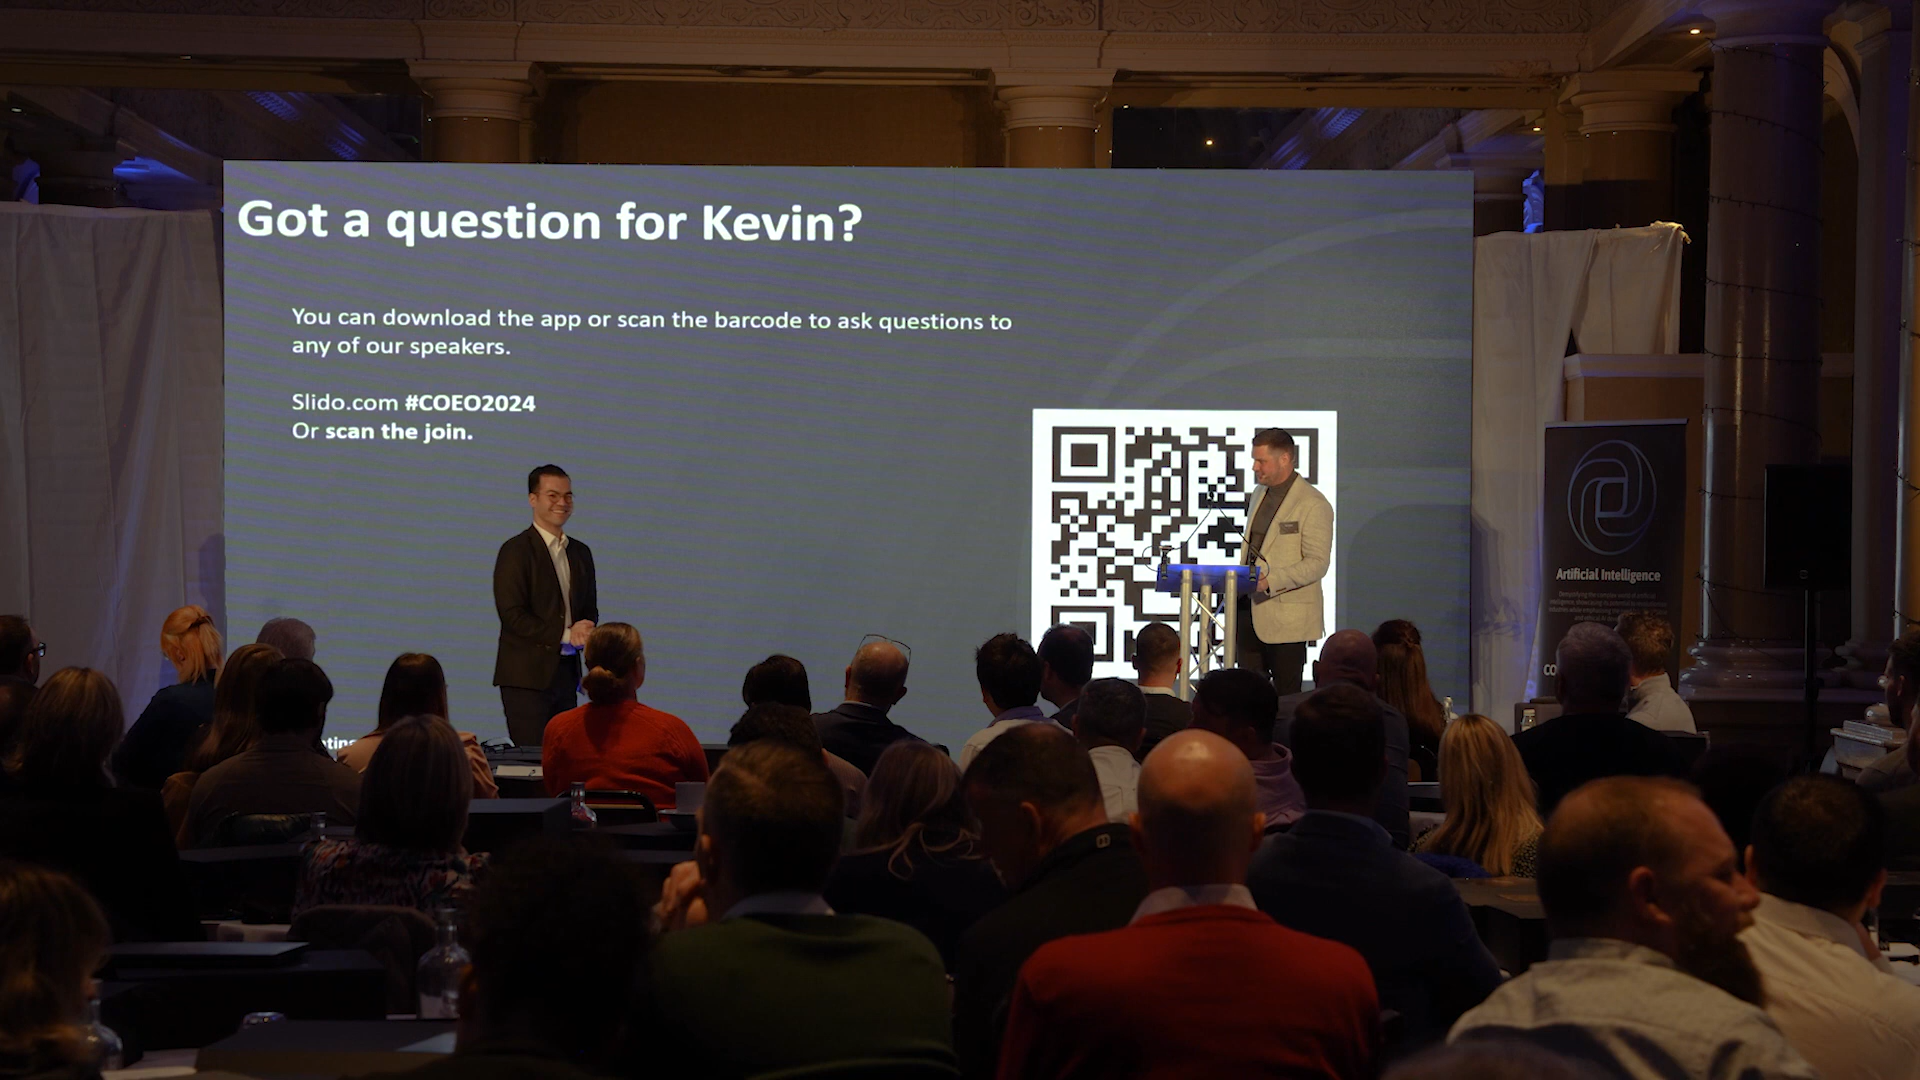 Got a question for Kevin?
You can download the app or scan the barcode to ask questions to
any of our speakers.
Slido.com #COEO2024
Or scan the join.
Artificial Intelligence